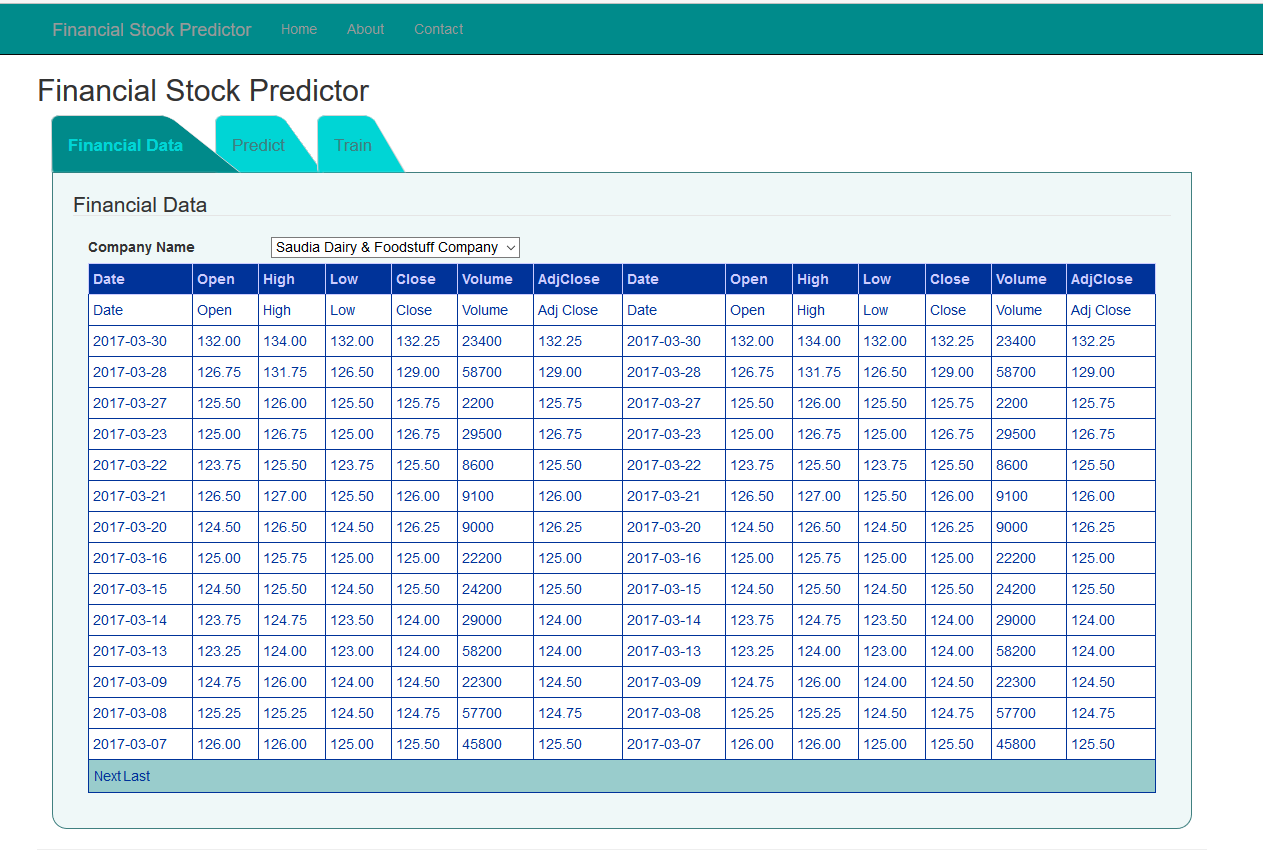 Financial Stock Predictor Home About Contact
Financial Stock Predictor
Financial Data Predict Train
Financial Data
Company Name Saudia Dairy & Foodstuff Company
Date Open High Low Close Volume AdjClose Date Open High Low Close Volume AdjClose
Date Open High Low Close Volume Adj Close Date Open High Low Close Volume Adj Close
2017-03-30 132.00 134.00 132.00 132.25 23400 132.25 2017-03-30 132.00 134.00 132.00 132.25 23400 132.25
2017-03-28 126.75 131.75 126.50 129.00 58700 129.00 2017-03-28 126.75 131.75 126.50 129.00 58700 129.00
2017-03-27 125.50 126.00 125.50 125.75 2200 125.75 2017-03-27 125.50 126.00 125.50 125.75 2200 125.75
2017-03-23 125.00 126.75 125.00 126.75 29500 126.75 2017-03-23 125.00 126.75 125.00 126.75 29500 126.75
2017-03-22 123.75 125.50 123.75 125.50 8600 125.50 2017-03-22 123.75 125.50 123.75 125.50 8600 125.50
2017-03-21 126.50 127.00 125.50 126.00 9100 126.00 2017-03-21 126.50 127.00 125.50 126.00 9100 126.00
2017-03-20 124.50 126.50 124.50 126.25 9000 126.25 2017-03-20 124.50 126.50 124.50 126.25 9000 126.25
2017-03-16 125.00 125.75 125.00 125.00 22200 125.00 2017-03-16 125.00 125.75 125.00 125.00 22200 125.00
2017-03-15 124.50 125.50 124.50 125.50 24200 125.50 2017-03-15 124.50 125.50 124.50 125.50 24200 125.50
2017-03-14 123.75 124.75 123.50 124.00 29000 124.00 2017-03-14 123.75 124.75 123.50 124.00 29000 124.00
2017-03-13 123.25 124.00 123.00 124.00 58200 124.00 2017-03-13 123.25 124.00 123.00 124.00 58200 124.00
2017-03-09 124.75 126.00 124.00 124.50 22300 124.50 2017-03-09 124.75 126.00 124.00 124.50 22300 124.50
2017-03-08 125.25 125.25 124.50 124.75 57700 124.75 2017-03-08 125.25 125.25 124.50 124.75 57700 124.75
2017-03-07 126.00 126.00 125.00 125.50 45800 125.50 2017-03-07 126.00 126.00 125.00 125.50 45800 125.50
Next Last